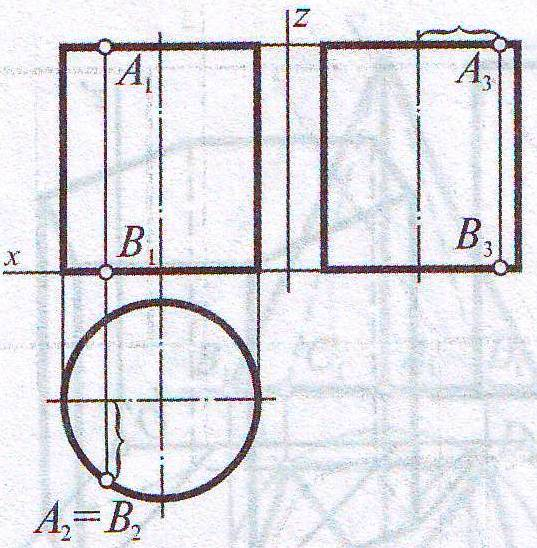 z
A₁ A₃
B₁ B₃
x
A₂=B₂